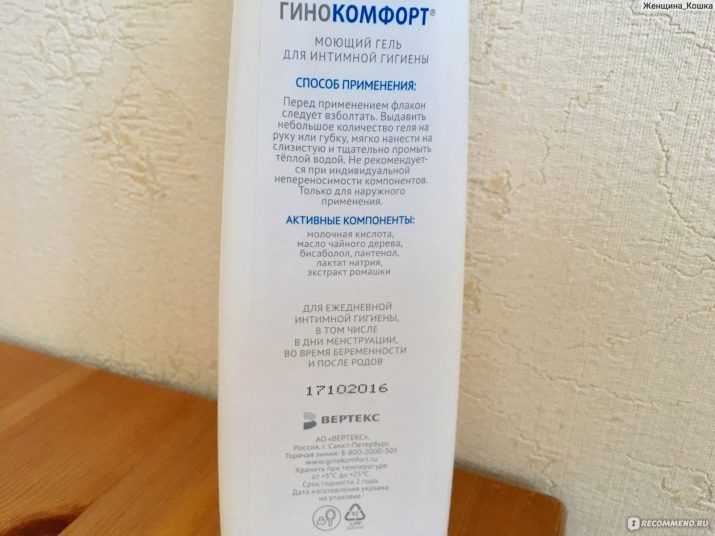 Женщина_Кошка
ГИНОКОМФОРТ®
МОЮЩИЙ ГЕЛЬ
ДЛЯ ИНТИМНОЙ ГИГИЕНЫ
СПОСОБ ПРИМЕНЕНИЯ:
Перед применением флакон
следует взболтать. Выдавить
небольшое количество геля на
руку или губку, мягко нанести на
слизистую и тщательно промыть
тёплой водой. Не рекомендует-
ся при индивидуальной
непереносимости компонентов.
Только для наружного
применения.
АКТИВНЫЕ КОМПОНЕНТЫ:
молочная кислота,
масло чайного дерева,
бисаболол, пантенол,
лактат натрия,
экстракт ромашки
ДЛЯ ЕЖЕДНЕВНОЙ
ИНТИМНОЙ ГИГИЕНЫ,
В ТОМ ЧИСЛЕ
В ДНИ МЕНСТРУАЦИИ,
ВО ВРЕМЯ БЕРЕМЕННОСТИ
И ПОСЛЕ РОДОВ
17102016
ВЕРТЕКС
АО «ВЕРТЕКС»,
Россия, г. Санкт-Петербург.
Горячая линия: 8-800-2000-305
www.ginokomfort.ru
Хранить при температуре
от +5°C до +25°C
Срок годности 2 года.
Дата изготовления указана
на упаковке.
IRECOMMEND.RU